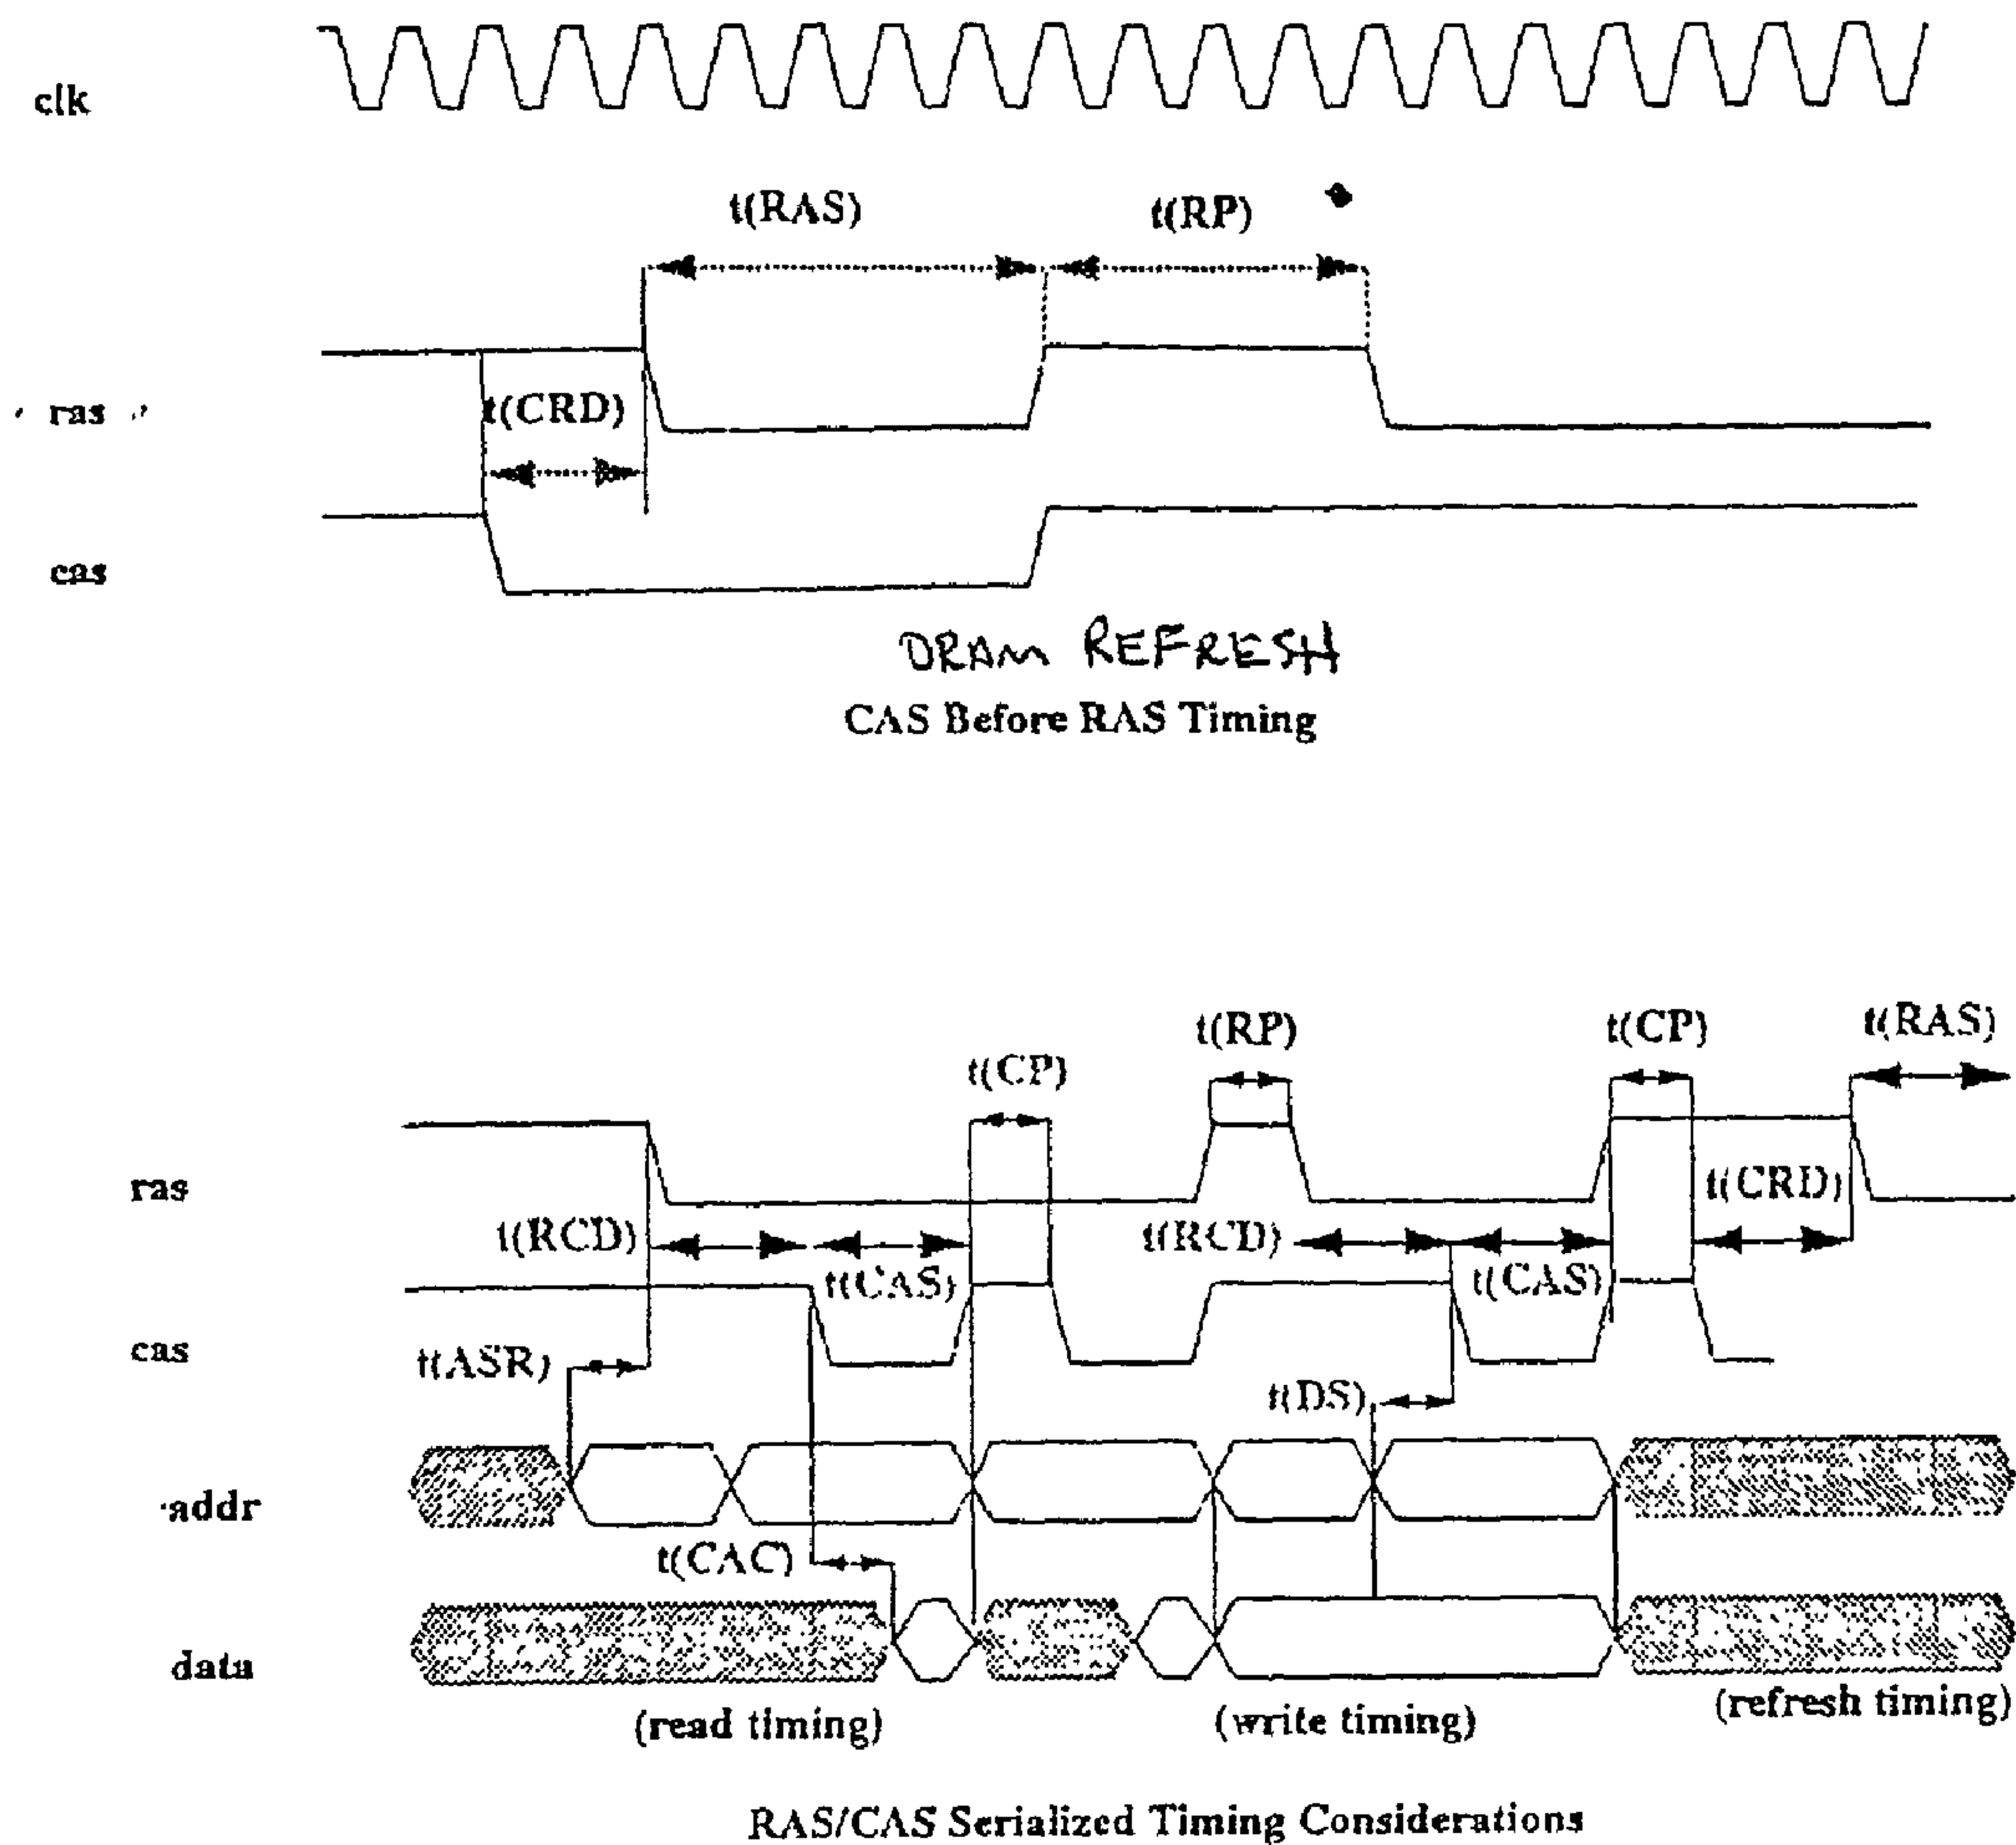 clk
t(RAS)
t(RP)
ras
t(CRD)
cas
DRAM REFRESH
CAS Before RAS Timing
t(RP)
t(CP)
t(RAS)
t(CP)
ras
t(CRD)
t(RCD)
t(RCD)
t(CAS)
t(CAS)
cas
t(ASR)
t(DS)
addr
t(CAC)
data
(read timing)
(write timing)
(refresh timing)
RAS/CAS Serialized Timing Considerations